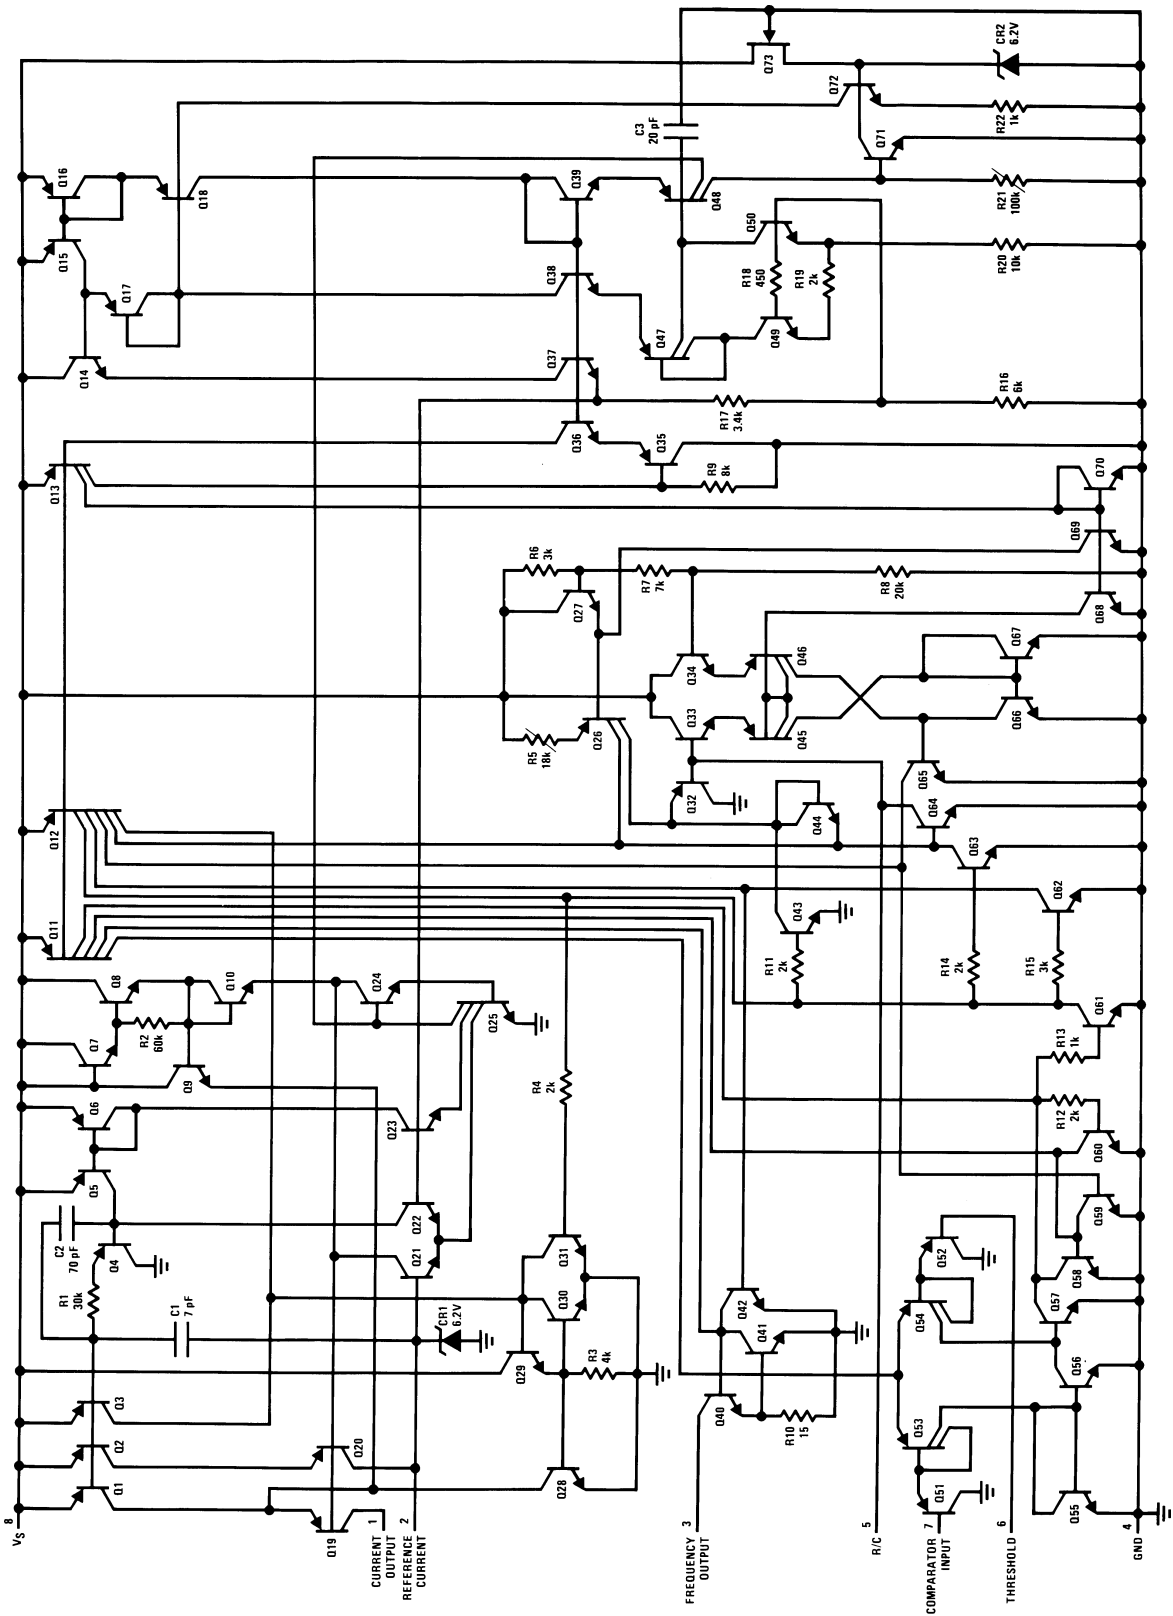 8
VS
Q1
Q2
Q3
R1
30k
C2
70 pF
C1
7 pF
Q4
Q5
Q6
Q7
Q8
R2
60k
Q9
Q10
Q11
Q12
Q13
Q14
Q15
Q16
Q17
Q18
Q19
Q20
Q21
Q22
Q23
Q24
Q25
1
CURRENT
OUTPUT
2
REFERENCE
CURRENT
CR1
6.2V
Q28
Q29
Q30
Q31
R3
4k
R4
2k
R5
18k
Q26
Q27
R6
3k
R7
7k
Q36
Q37
Q38
Q39
Q35
R9
8k
R17
3.4k
Q47
Q48
C3
20 pF
Q73
Q32
Q33
Q34
3
FREQUENCY
OUTPUT
Q40
Q41
Q42
R10
15
R11
2k
Q43
Q44
Q45
Q46
Q49
Q50
R18
450
R19
2k
Q72
Q71
5
R/C
R8
20k
7
COMPARATOR
INPUT
Q51
Q52
Q53
Q54
6
THRESHOLD
R14
2k
R15
3k
Q63
Q64
Q65
Q66
Q67
R16
6k
R20
10k
R21
100k
R22
1k
CR2
6.2V
Q55
Q56
Q57
Q58
Q59
Q60
R12
2k
R13
1k
Q61
Q62
Q68
Q69
Q70
4
GND